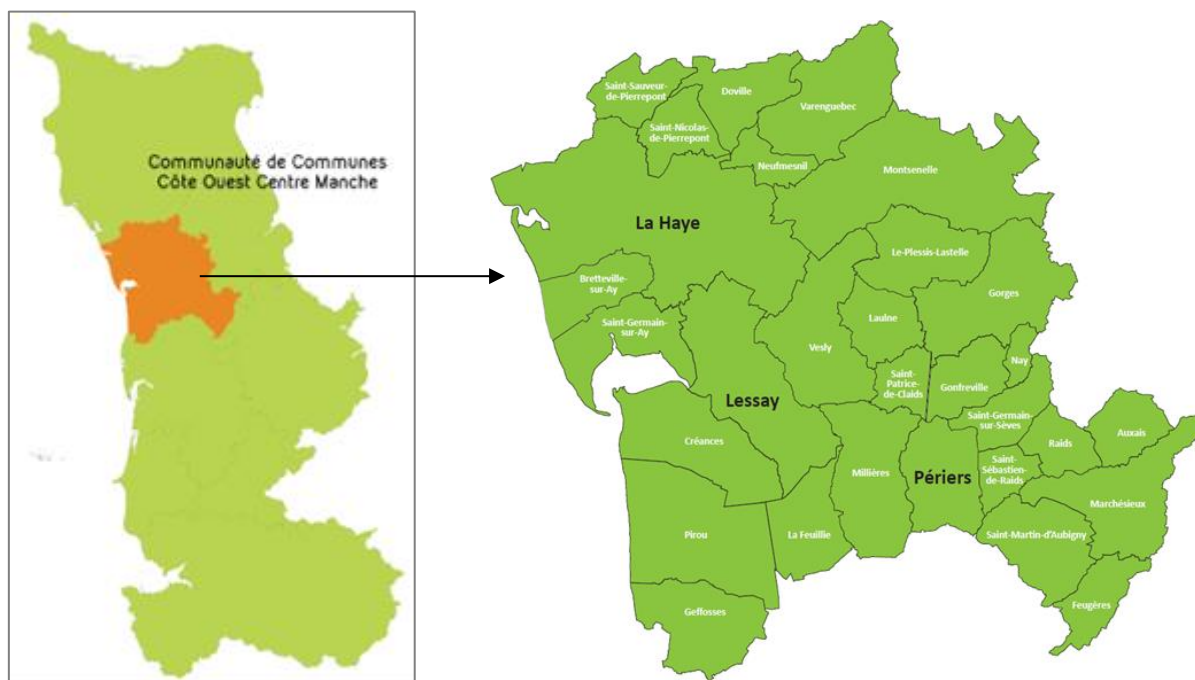 Communauté de Communes
Côte Ouest Centre Manche
Saint-Sauveur-
de-Pierrepont
Doville
Varenguebec
Saint-Nicolas-
de-Pierrepont
Neufmesnil
Montsenelle
La Haye
Le-Plessis-Lastelle
Bretteville-
sur-Ay
Gorges
Saint-Germain-
sur-Ay
Laulne
Vesly
Nay
Saint-
Patrice-
de-Claids
Gonfreville
Lessay
Saint-Germain-
sur-Sèves
Créances
Raids
Auxais
Millières
Périers
Saint-
Sébastien-
de-Raids
Marchésieux
Pirou
La Feuillie
Saint-Martin-d'Aubigny
Geffosses
Feugères